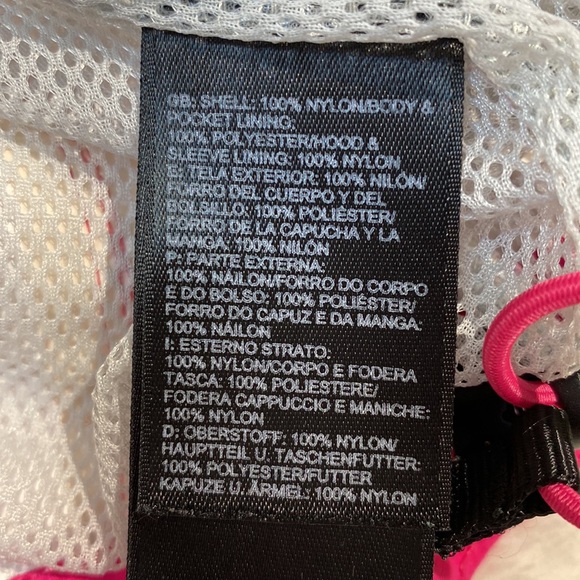 GB: SHELL: 100% NYLON/BODY &
POCKET LINING:
100% POLYESTER/HOOD &
SLEEVE LINING: 100% NYLON
E: TELA EXTERIOR: 100% NILÓN/
FORRO DEL CUERPO Y DEL
BOLSILLO: 100% POLIÉSTER/
FORRO DE LA CAPUCHA Y LA
MANGA: 100% NILÓN
P: PARTE EXTERNA:
100% NÁILON/FORRO DO CORPO
E DO BOLSO: 100% POLIÉSTER/
FORRO DO CAPUZ E DA MANGA:
100% NÁILON
I: ESTERNO STRATO:
100% NYLON/CORPO E FODERA
TASCA: 100% POLIESTERE/
FODERA CAPPUCCIO E MANICHE:
100% NYLON
D: OBERSTOFF: 100% NYLON/
HAUPTTEIL U. TASCHENFUTTER:
100% POLYESTER/FUTTER
KAPUZE U. ÄRMEL: 100% NYLON